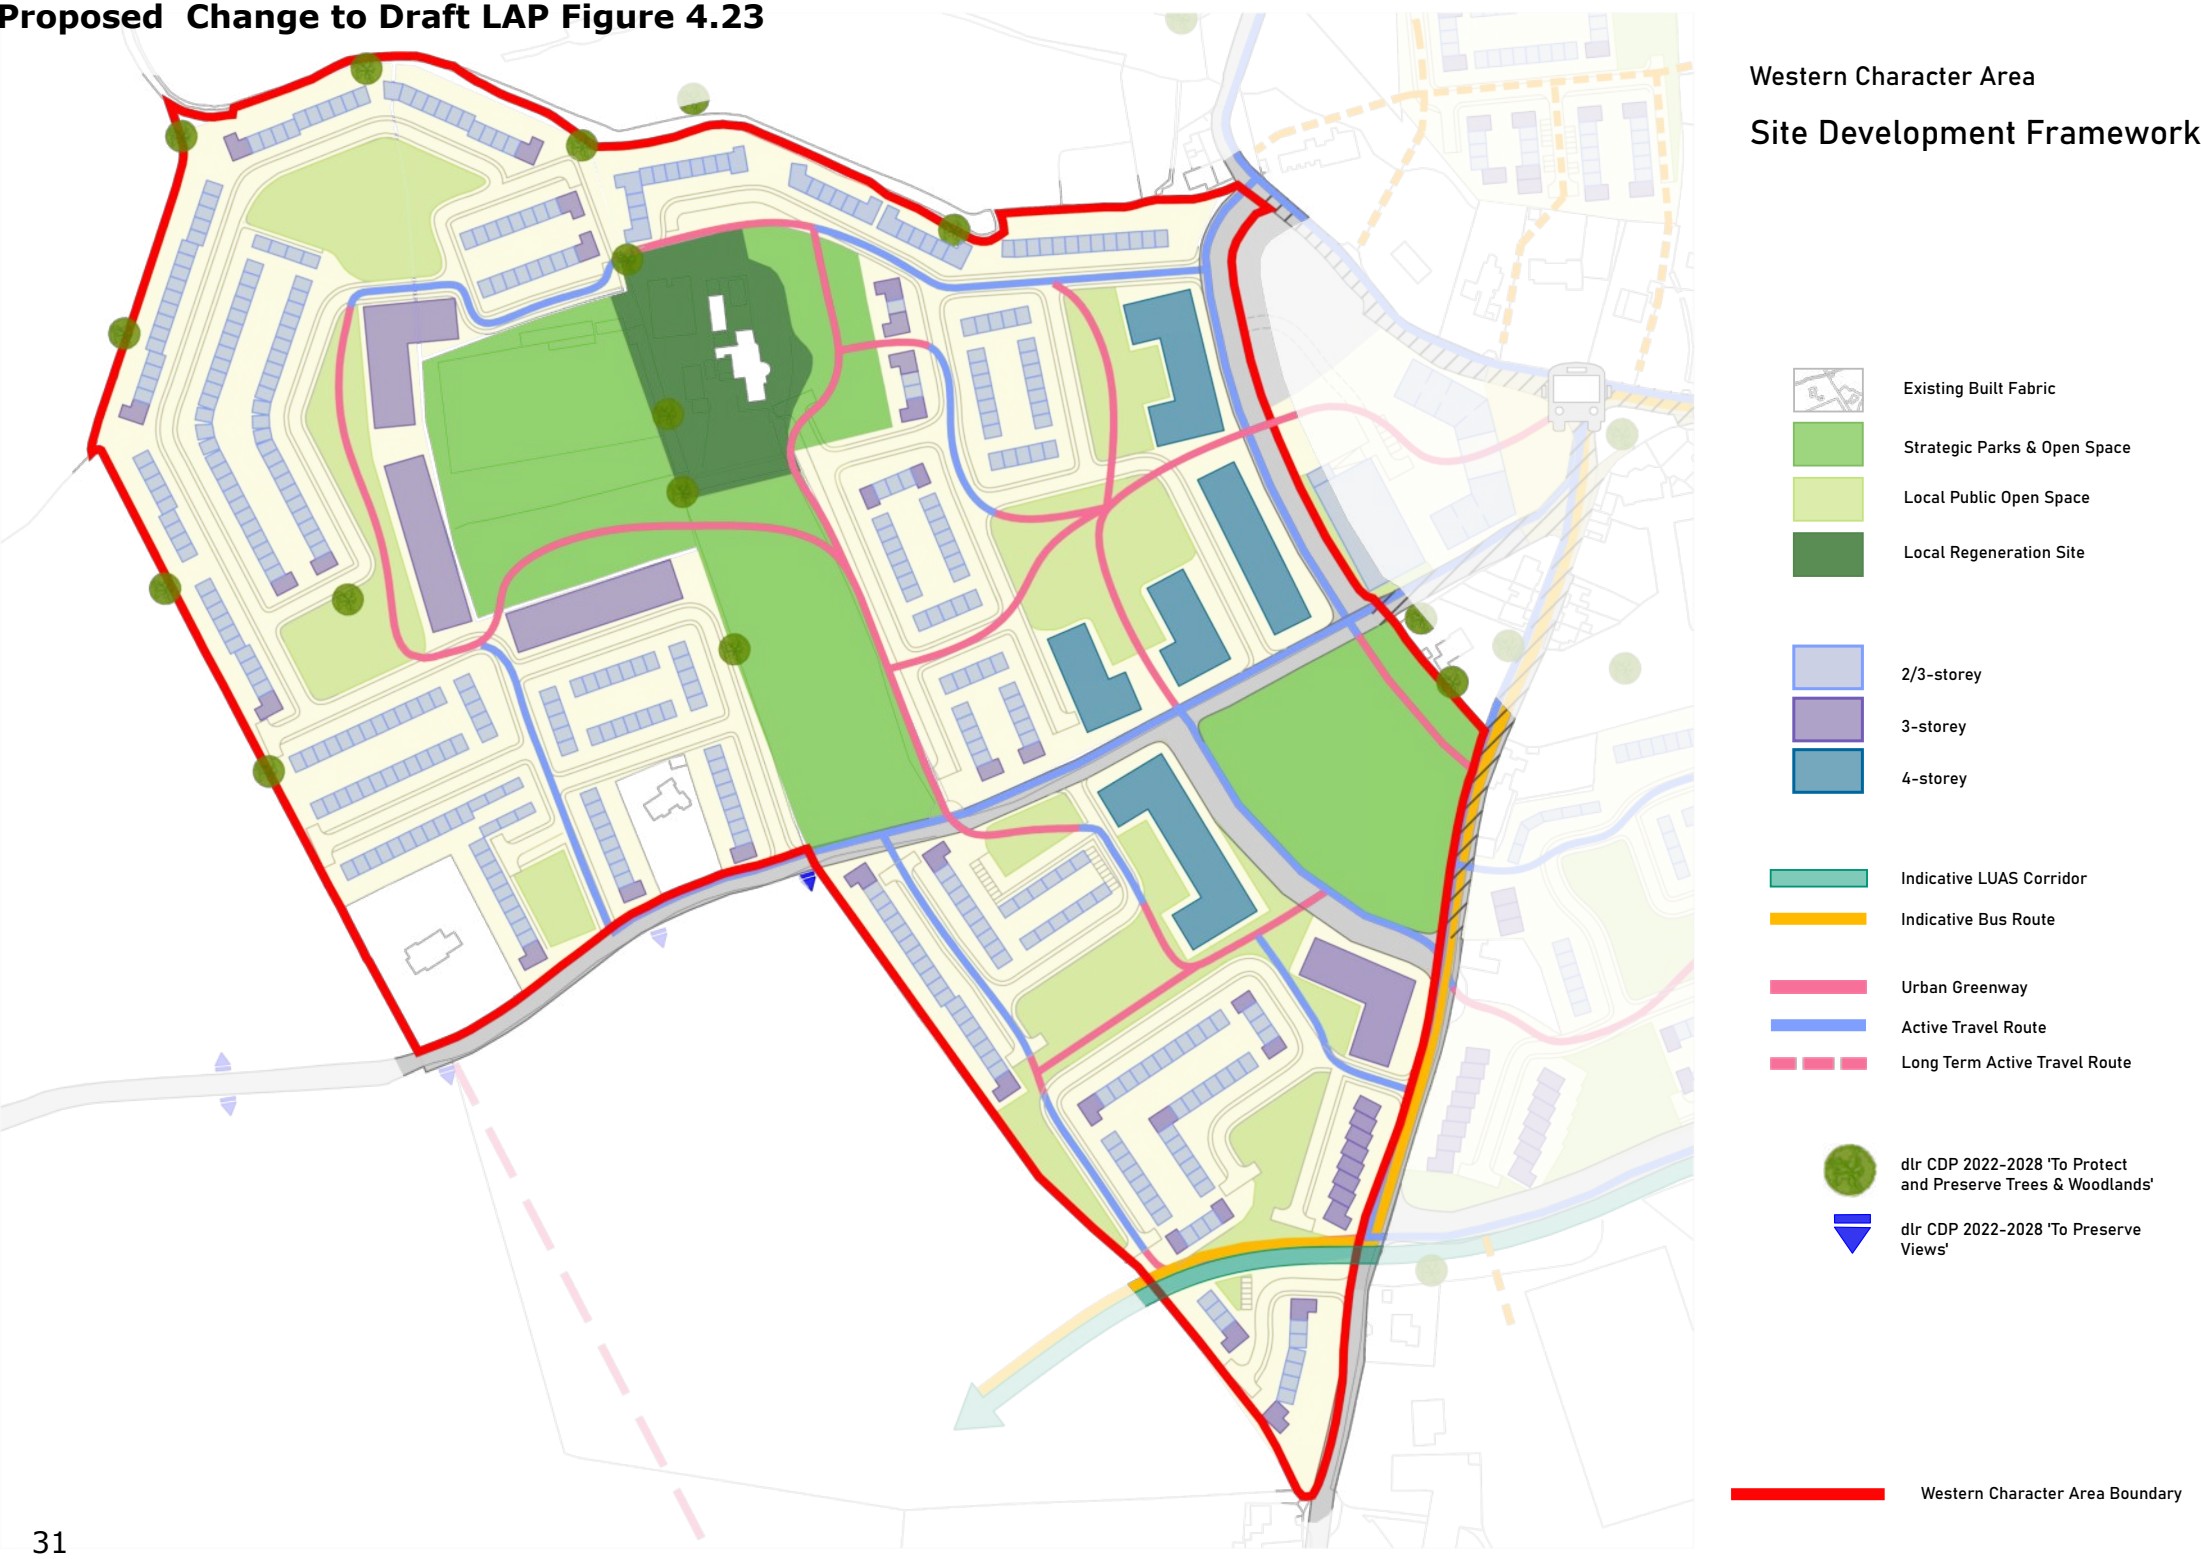 Proposed  Change to Draft LAP Figure 4.23
Western Character Area
Site Development Framework
Existing Built Fabric
Strategic Parks & Open Space
Local Public Open Space
Local Regeneration Site
2/3-storey
3-storey
4-storey
Indicative LUAS Corridor
Indicative Bus Route
Urban Greenway
Active Travel Route
Long Term Active Travel Route
dlr CDP 2022-2028 'To Protect
and Preserve Trees & Woodlands'
dlr CDP 2022-2028 'To Preserve
Views'
Western Character Area Boundary
31